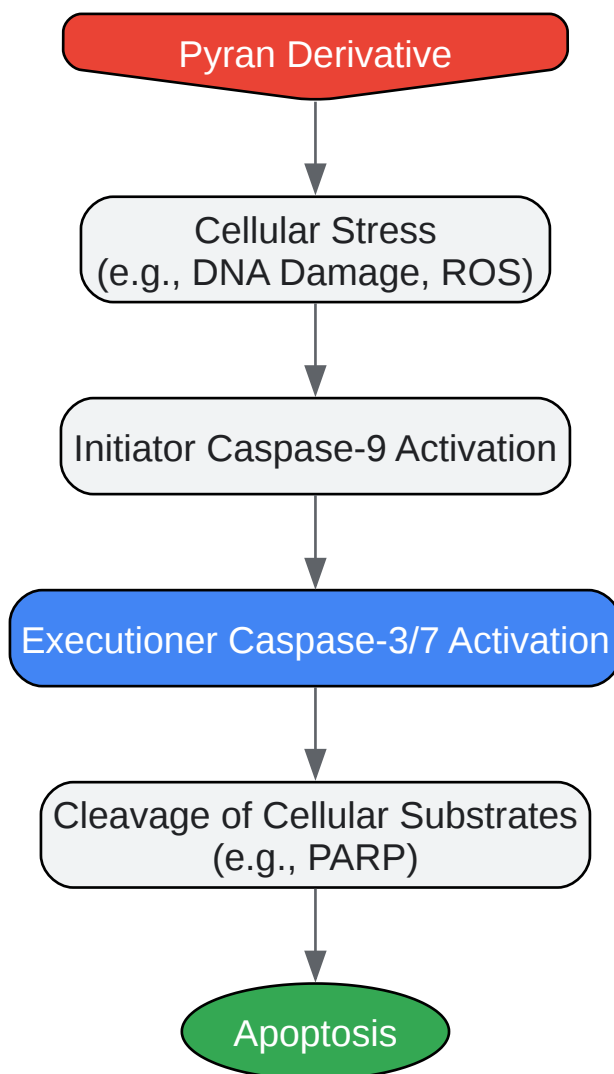 Pyran Derivative
Cellular Stress
(e.g., DNA Damage, ROS)
Initiator Caspase-9 Activation
Executioner Caspase-3/7 Activation
Cleavage of Cellular Substrates
(e.g., PARP)
Apoptosis